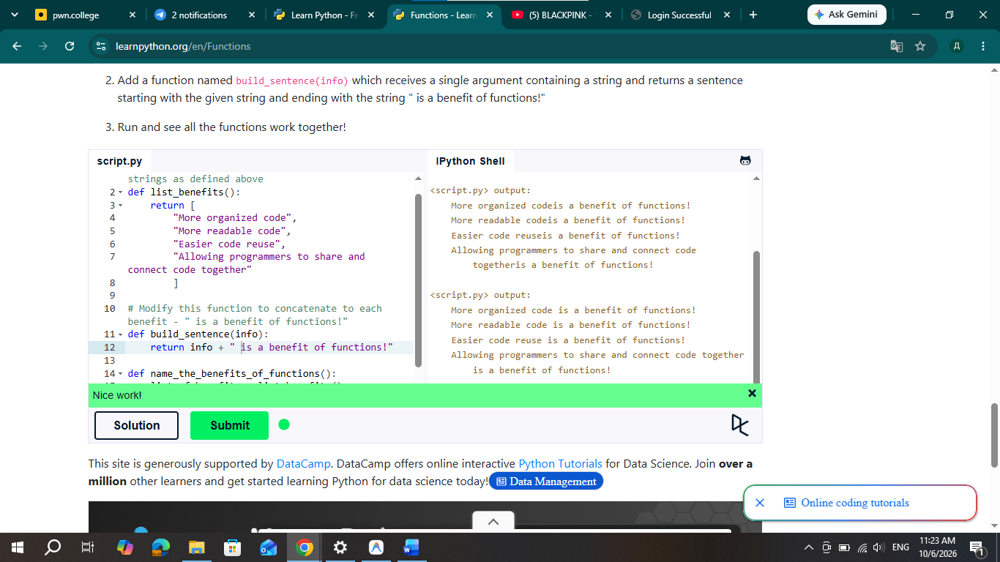 pwn.college
2 notifications
Learn Python - Fr
Functions - Learn
(5) BLACKPINK -
Login Successful
Ask Gemini
learnpython.org/en/Functions
Д
2. Add a function named build_sentence(info) which receives a single argument containing a string and returns a sentence
starting with the given string and ending with the string " is a benefit of functions!"
3. Run and see all the functions work together!
script.py
IPython Shell
strings as defined above
2 def list_benefits():
3 return [
4 "More organized code",
5 "More readable code",
6 "Easier code reuse",
7 "Allowing programmers to share and
connect code together"
8 ]
9
10 # Modify this function to concatenate to each
benefit - " is a benefit of functions!"
11 def build_sentence(info):
12 return info + " is a benefit of functions!"
13
14 def name_the_benefits_of_functions():
<script.py> output:
More organized codeis a benefit of functions!
More readable codeis a benefit of functions!
Easier code reuseis a benefit of functions!
Allowing programmers to share and connect code
togetheris a benefit of functions!
<script.py> output:
More organized code is a benefit of functions!
More readable code is a benefit of functions!
Easier code reuse is a benefit of functions!
Allowing programmers to share and connect code together
is a benefit of functions!
Nice work!
Solution
Submit
This site is generously supported by DataCamp. DataCamp offers online interactive Python Tutorials for Data Science. Join over a
million other learners and get started learning Python for data science today! Data Management
Online coding tutorials
ENG
11:23 AM
10/6/2026
1